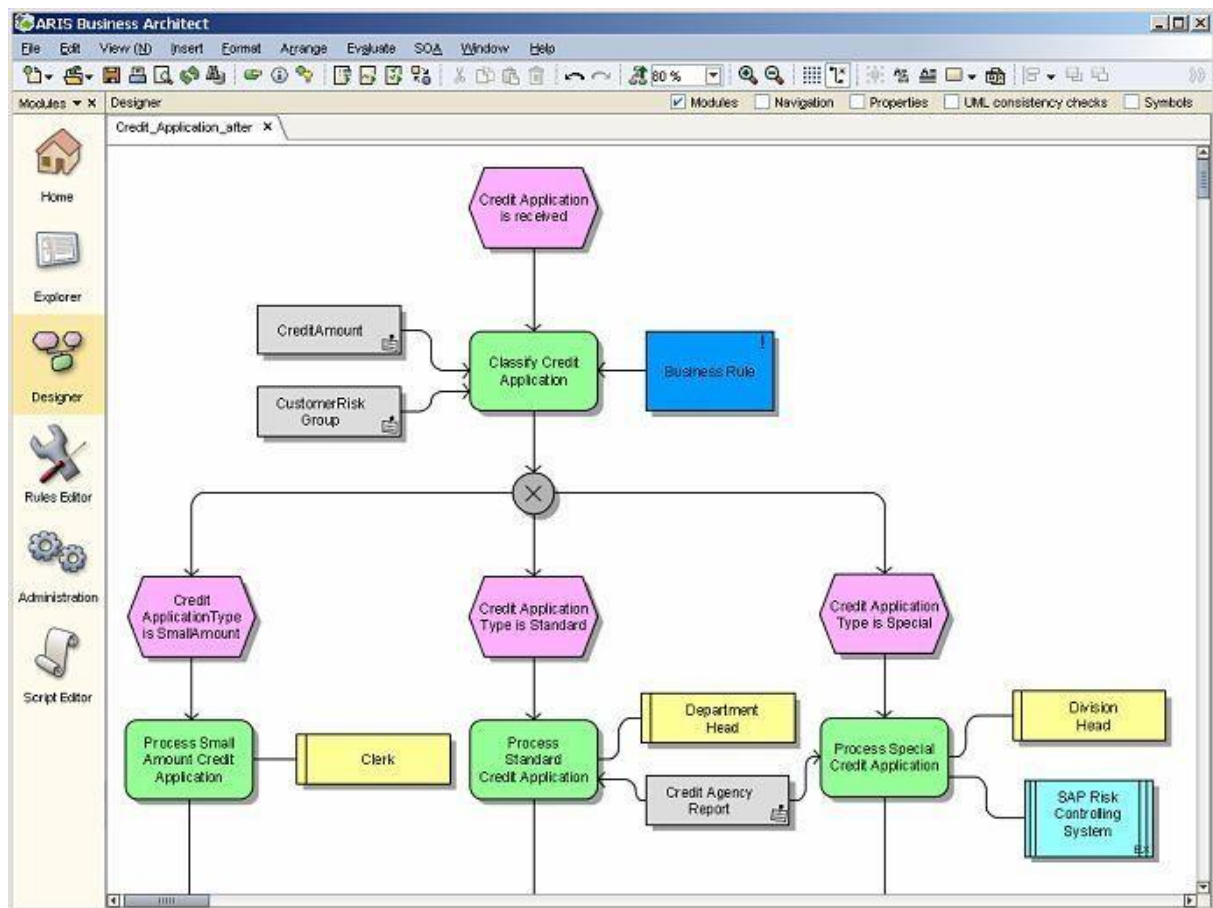 ARIS Business Architect
File Edit View (N) Insert Format Arrange Evaluate SOA Window Help
80 %
Modules Designer Modules Navigation Properties UML consistency checks Symbols
Credit_Application_after
Home
Explorer
Designer
Rules Editor
Administration
Script Editor
Credit Application
is received
CreditAmount
Classify Credit
Application
Business Rule
!
CustomerRisk
Group
Credit
ApplicationType
is SmallAmount
Credit Application
Type is Standard
Credit Application
Type is Special
Process Small
Amount Credit
Application
Clerk
Process
Standard
Credit Application
Department
Head
Credit Agency
Report
Process Special
Credit Application
Division
Head
SAP Risk
Controlling
System
EX